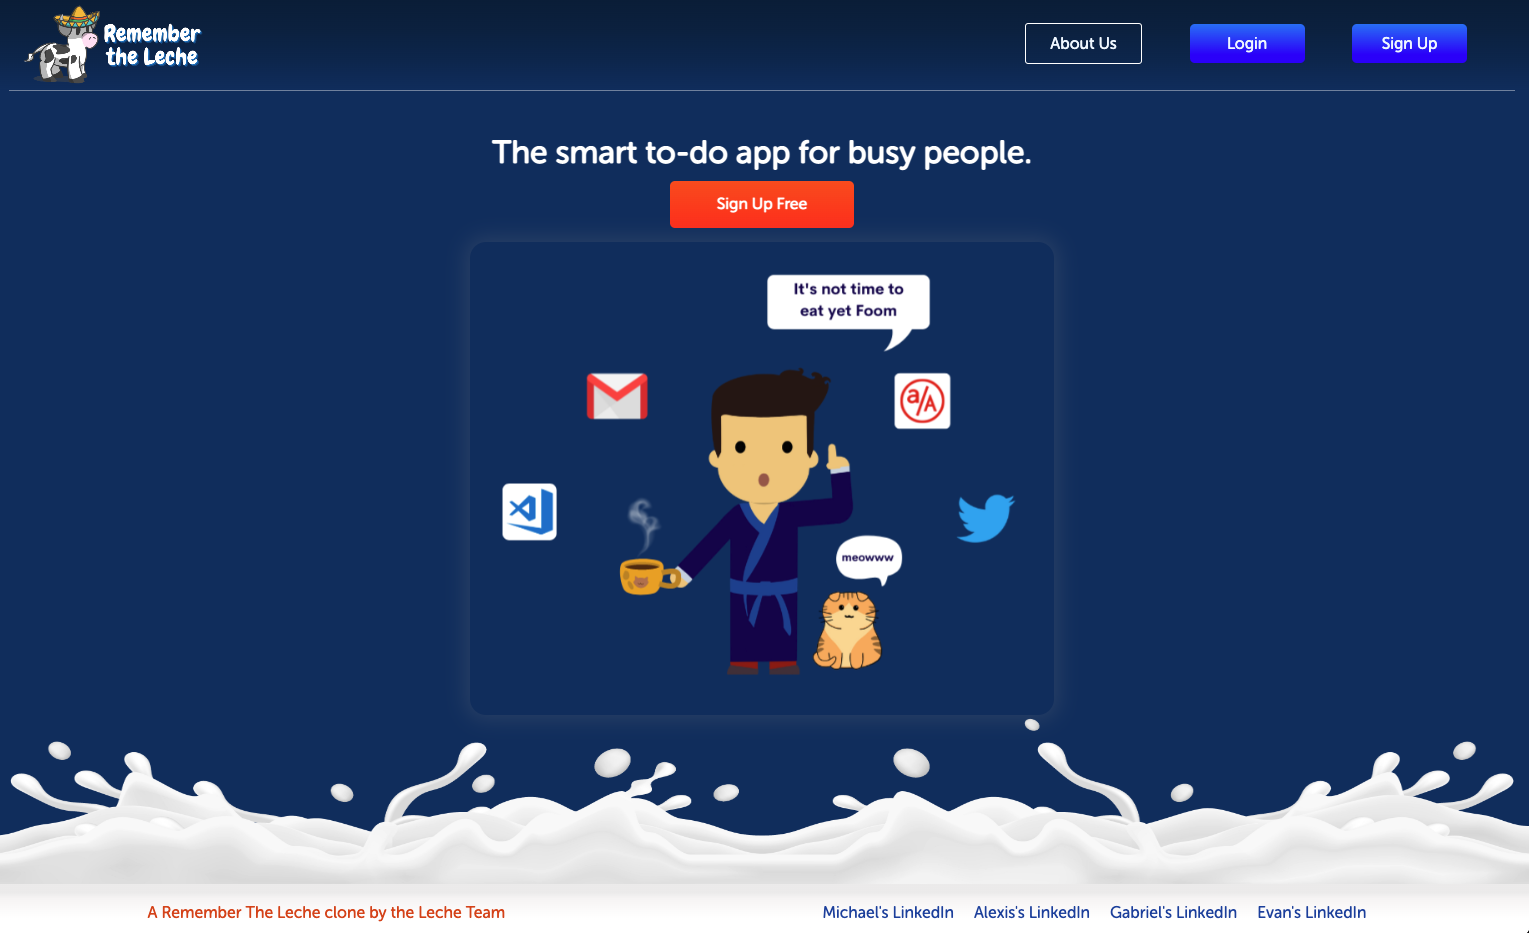 Remember
the Leche
About Us
Login
Sign Up
The smart to-do app for busy people.
Sign Up Free
It's not time to
eat yet Foom
a/A
meowww
A Remember The Leche clone by the Leche Team
Michael's LinkedIn Alexis's LinkedIn Gabriel's LinkedIn Evan's LinkedIn